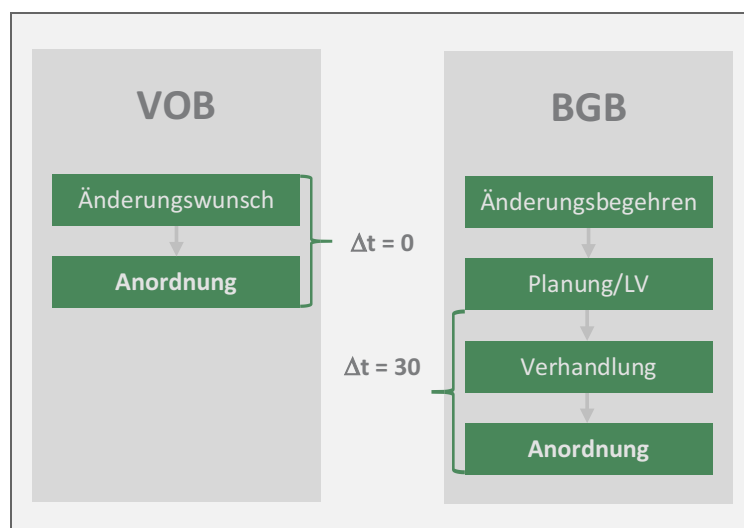 VOB
Änderungswunsch
Anordnung
Δt = 0
BGB
Änderungsbegehren
Planung/LV
Δt = 30
Verhandlung
Anordnung